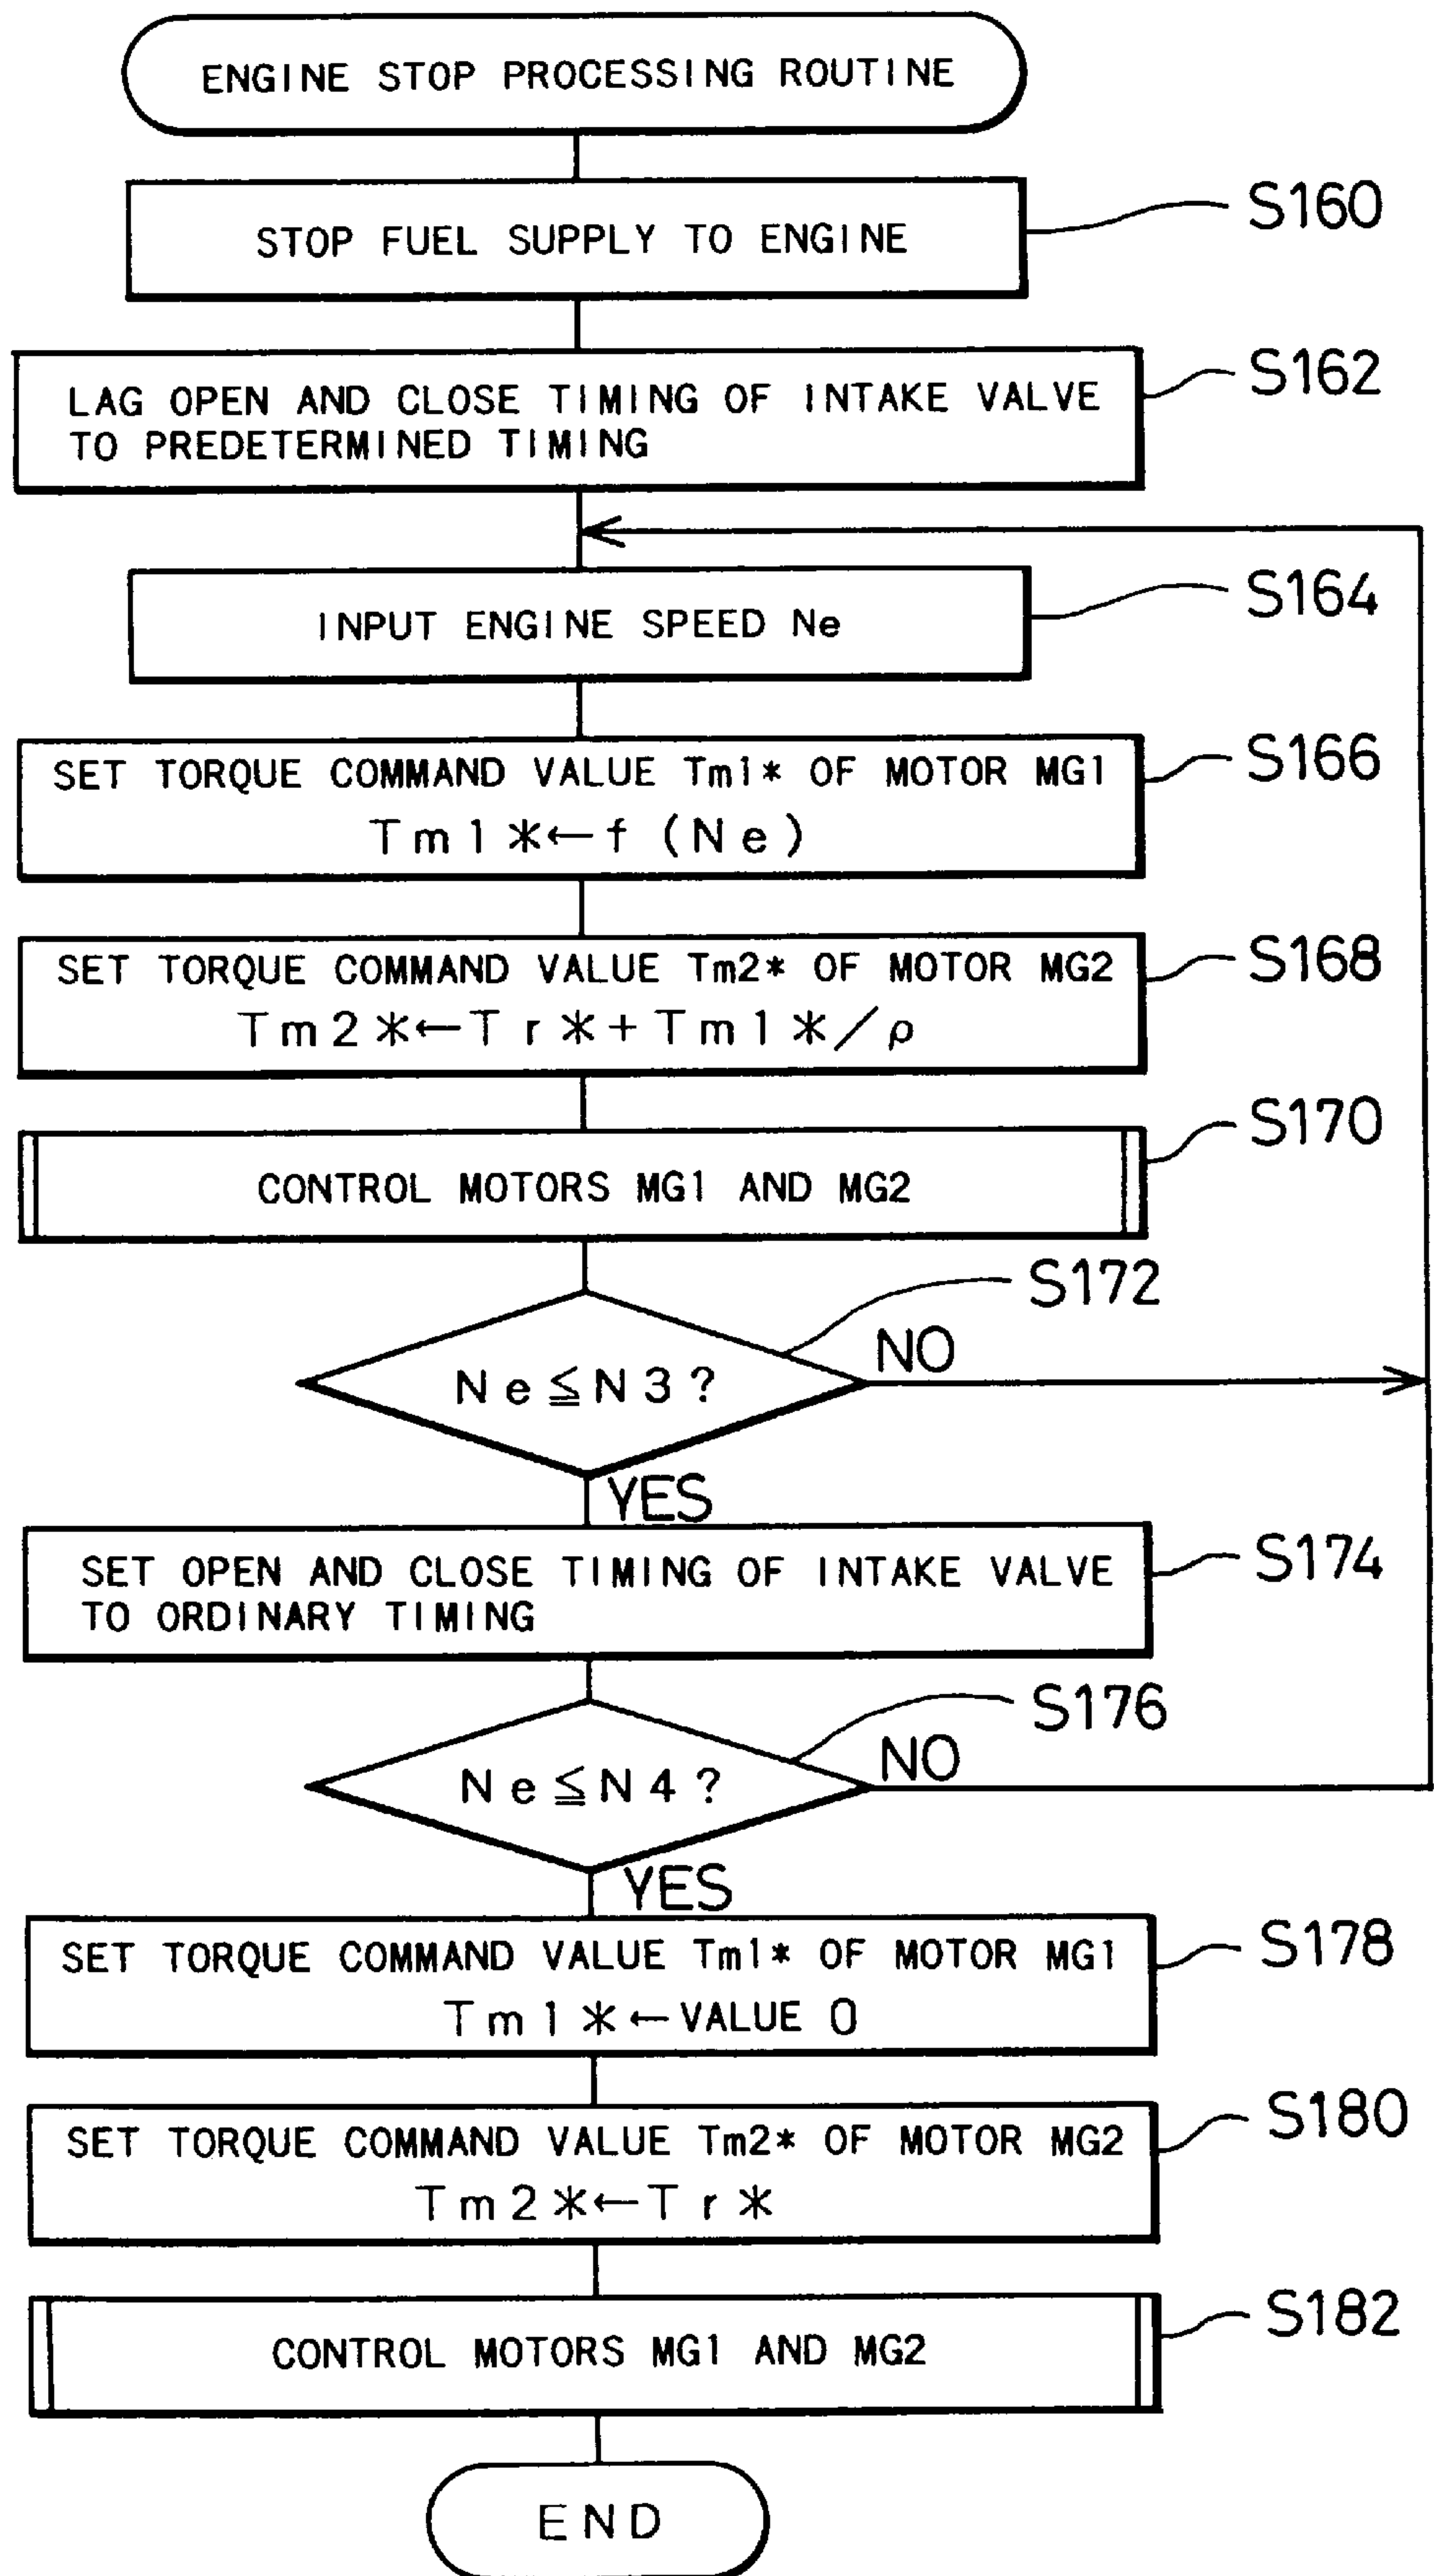 ENGINE STOP PROCESSING ROUTINE
STOP FUEL SUPPLY TO ENGINE
S160
LAG OPEN AND CLOSE TIMING OF INTAKE VALVE
TO PREDETERMINED TIMING
S162
INPUT ENGINE SPEED Ne
S164
SET TORQUE COMMAND VALUE Tm1* OF MOTOR MG1
Tm1*←f(Ne)
S166
SET TORQUE COMMAND VALUE Tm2* OF MOTOR MG2
Tm2*←Tr*+Tm1*/ρ
S168
CONTROL MOTORS MG1 AND MG2
S170
Ne≦N3?
S172
NO
YES
SET OPEN AND CLOSE TIMING OF INTAKE VALVE
TO ORDINARY TIMING
S174
Ne≦N4?
S176
NO
YES
SET TORQUE COMMAND VALUE Tm1* OF MOTOR MG1
Tm1*←VALUE 0
S178
SET TORQUE COMMAND VALUE Tm2* OF MOTOR MG2
Tm2*←Tr*
S180
CONTROL MOTORS MG1 AND MG2
S182
END